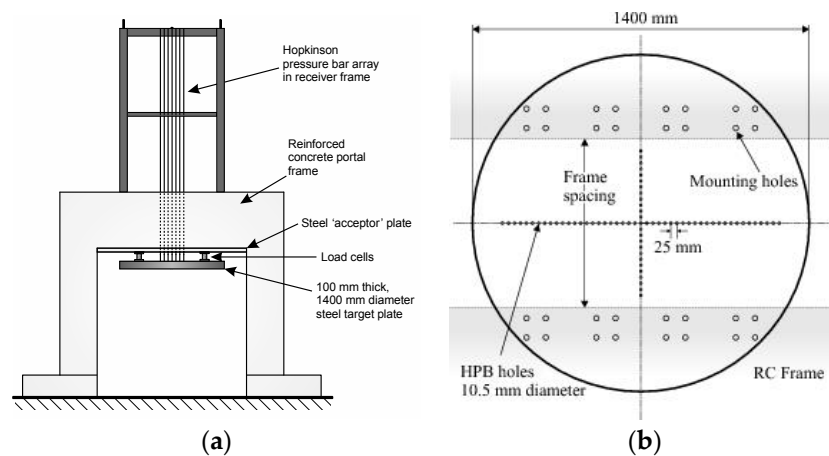 Hopkinson
pressure bar array
in receiver frame
Reinforced
concrete portal
frame
Steel ‘acceptor’ plate
Load cells
100 mm thick,
1400 mm diameter
steel target plate
(a)
1400 mm
Frame
spacing
Mounting holes
25 mm
HPB holes
10.5 mm diameter
RC Frame
(b)